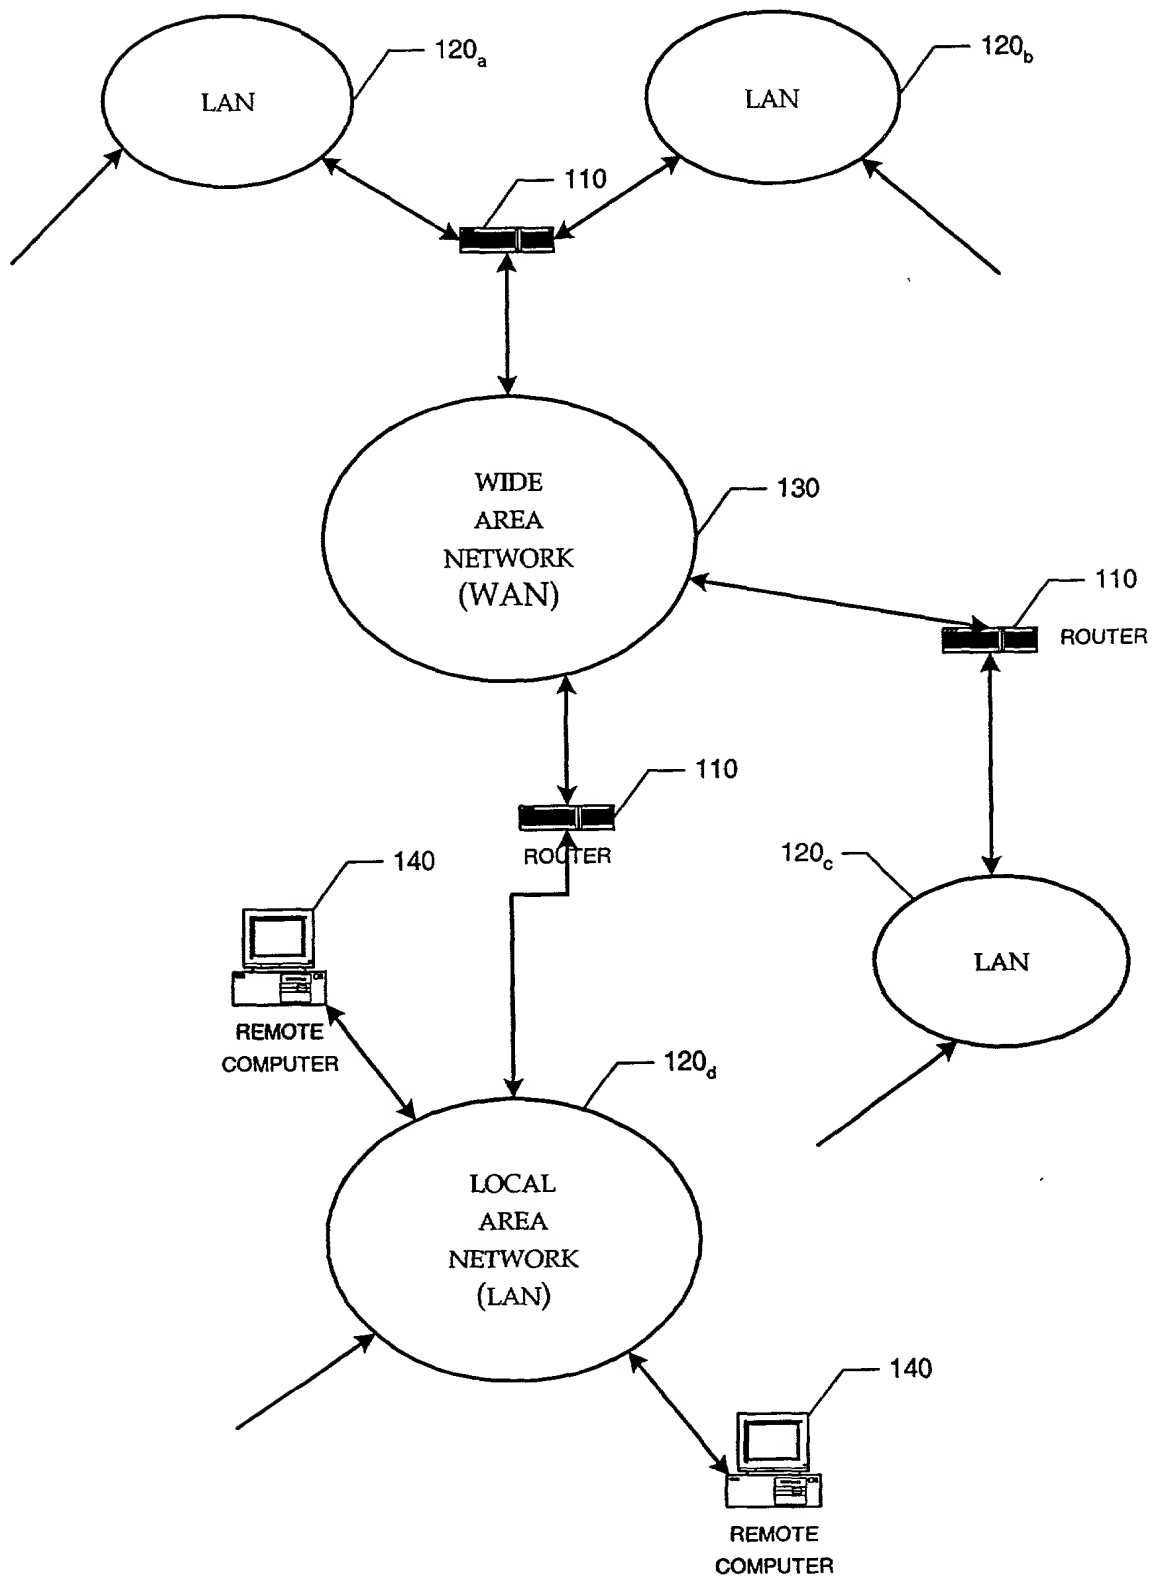 120a
120b
LAN
LAN
110
WIDE
AREA
NETWORK
(WAN)
130
110
ROUTER
110
ROUTER
120c
140
LAN
REMOTE
COMPUTER
120d
LOCAL
AREA
NETWORK
(LAN)
140
REMOTE
COMPUTER